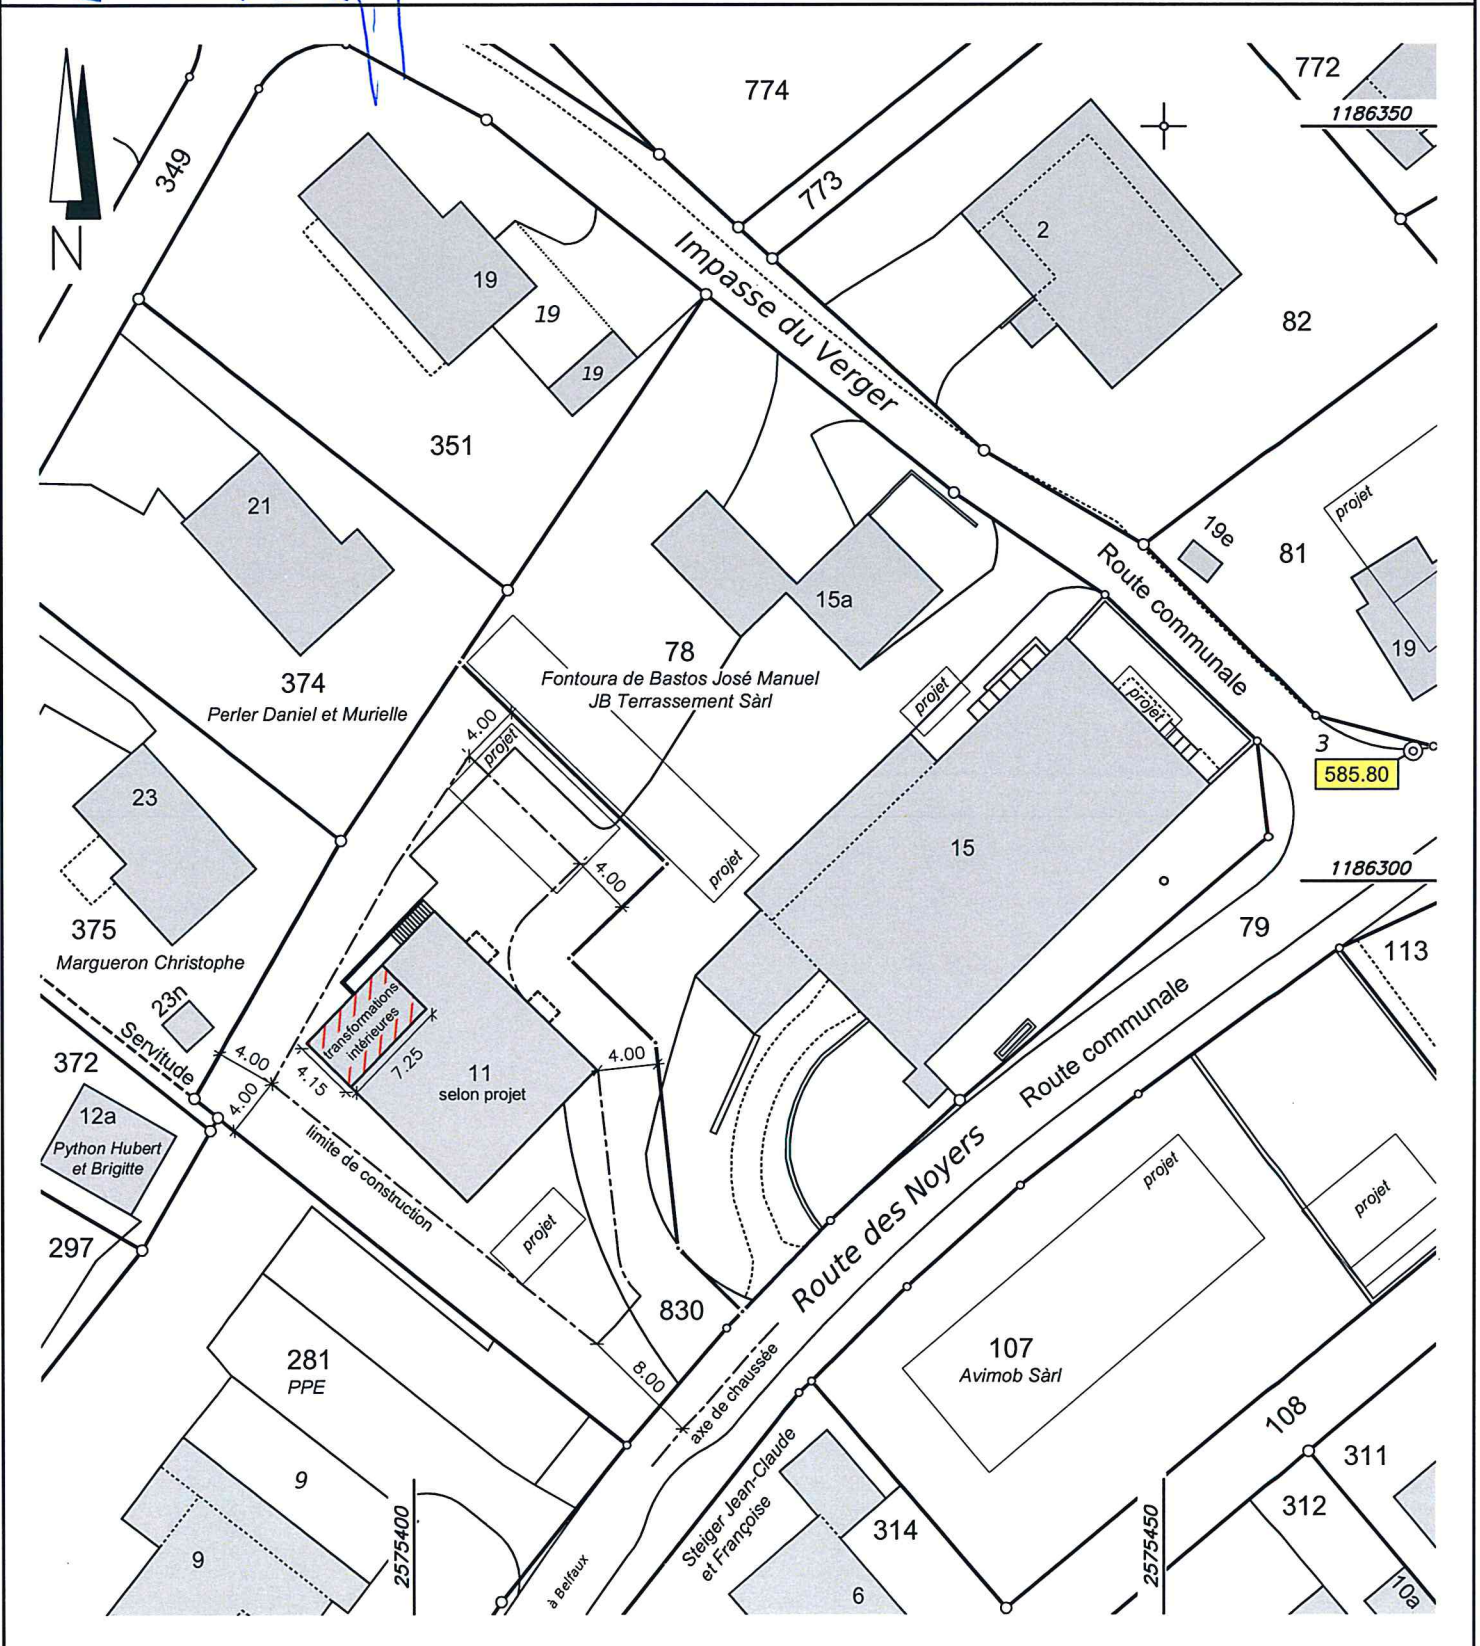 774
772
1186350
349
773
N
2
19
19
19
82
Impasse du Verger
351
21
projet
19e
81
Route communale
15a
19
78
Fontoura de Bastos José Manuel
JB Terrassement Sàrl
374
Perler Daniel et Murielle
projet
projet
4.00
projet
3
585.80
23
15
projet
4.00
1186300
375
Margueron Christophe
79
113
23n
transformations
intérieures
Servitude
Route communale
372
4.00
4.15
7.25
11
selon projet
4.00
4.00
12a
Python Hubert
et Brigitte
limite de construction
Route des Noyers
projet
projet
projet
297
830
281
PPE
8.00
axe de chaussée
107
Avimob Sàrl
108
311
9
312
Steiger Jean-Claude
et Françoise
314
9
2575400
à Belfaux
6
2575450
10a